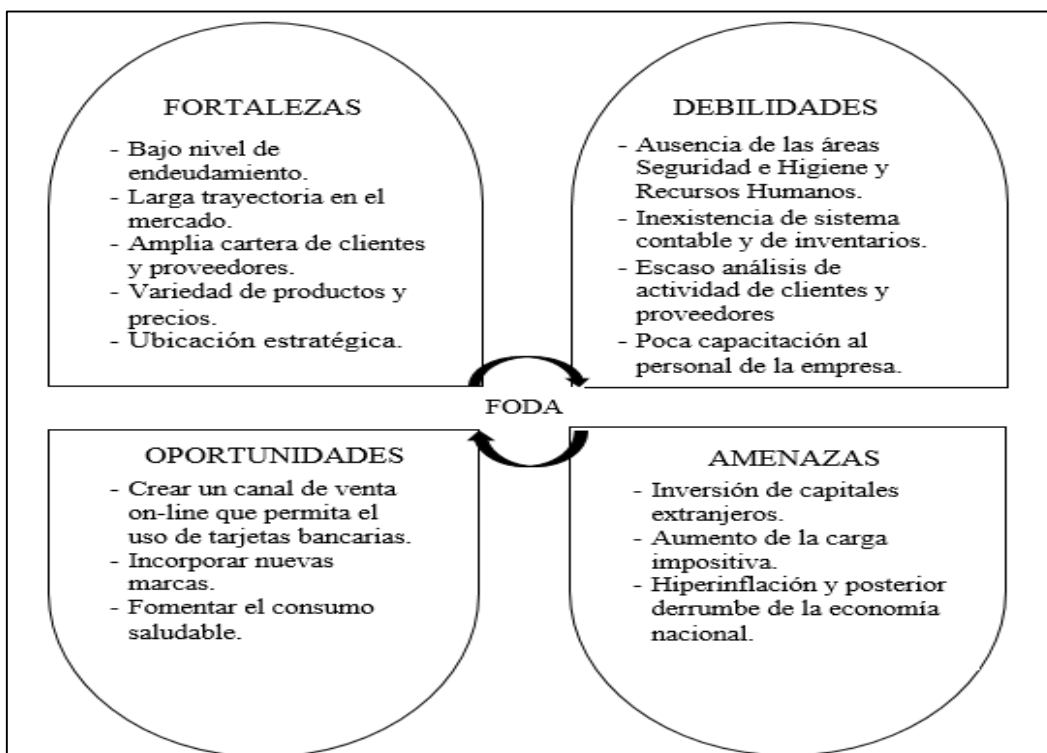 FORTALEZAS
- Bajo nivel de
endeudamiento.
- Larga trayectoria en el
mercado.
- Amplia cartera de clientes
y proveedores.
- Variedad de productos y
precios.
- Ubicación estratégica.
DEBILIDADES
- Ausencia de las áreas
Seguridad e Higiene y
Recursos Humanos.
- Inexistencia de sistema
contable y de inventarios.
- Escaso análisis de
actividad de clientes y
proveedores
- Poca capacitación al
personal de la empresa.
FODA
OPORTUNIDADES
- Crear un canal de venta
on-line que permita el
uso de tarjetas bancarias.
- Incorporar nuevas
marcas.
- Fomentar el consumo
saludable.
AMENAZAS
- Inversión de capitales
extranjeros.
- Aumento de la carga
impositiva.
- Hiperinflación y posterior
derrumbe de la economía
nacional.